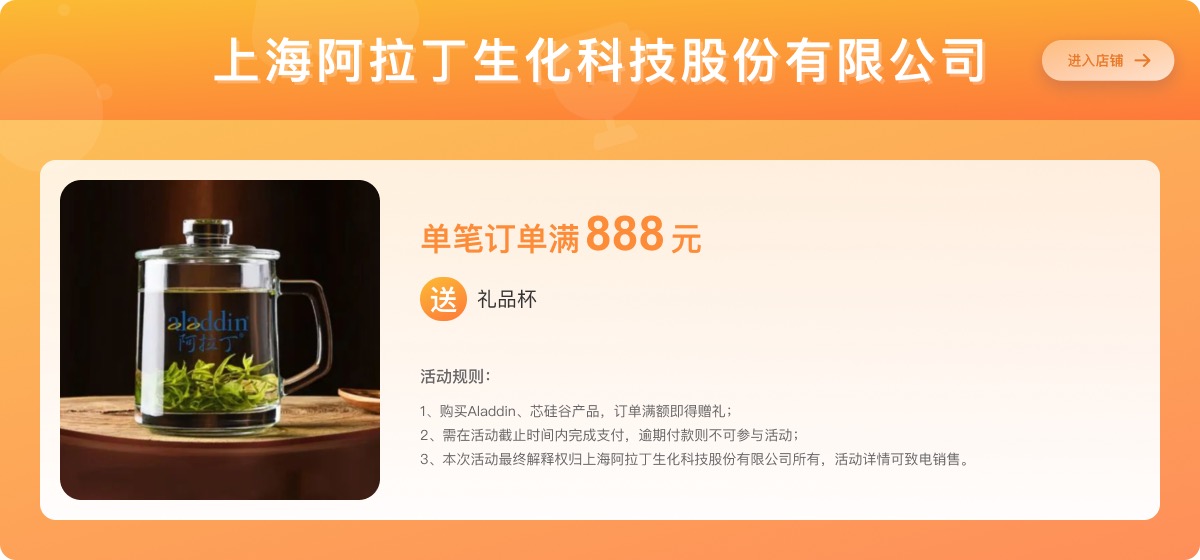 上海阿拉丁生化科技股份有限公司
进入店铺
aladdin
阿拉丁®
单笔订单满888元
送 礼品杯
活动规则：
1、购买Aladdin、芯硅谷产品，订单满额即得赠礼；
2、需在活动截止时间内完成支付，逾期付款则不可参与活动；
3、本次活动最终解释权归上海阿拉丁生化科技股份有限公司所有，活动详情可致电销售。